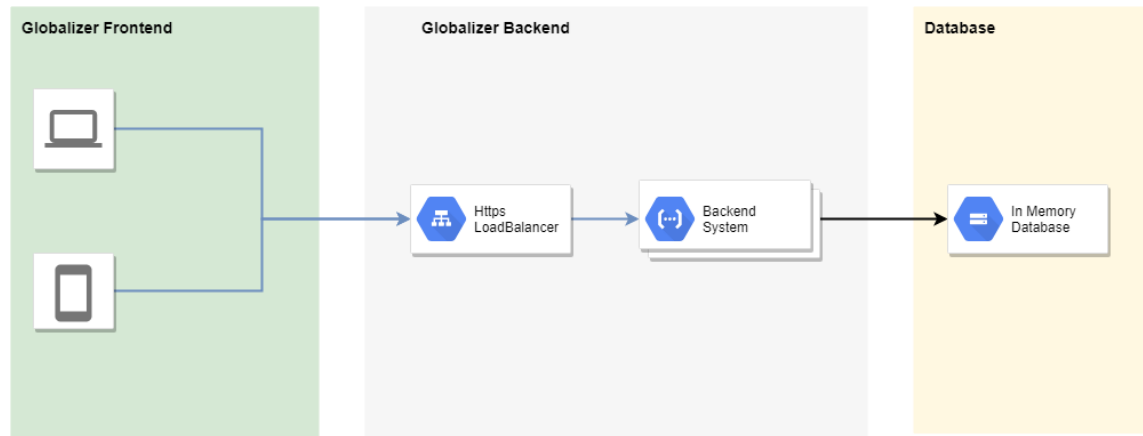 Globalizer Frontend
Globalizer Backend
Database
Https
LoadBalancer
Backend
System
In Memory
Database